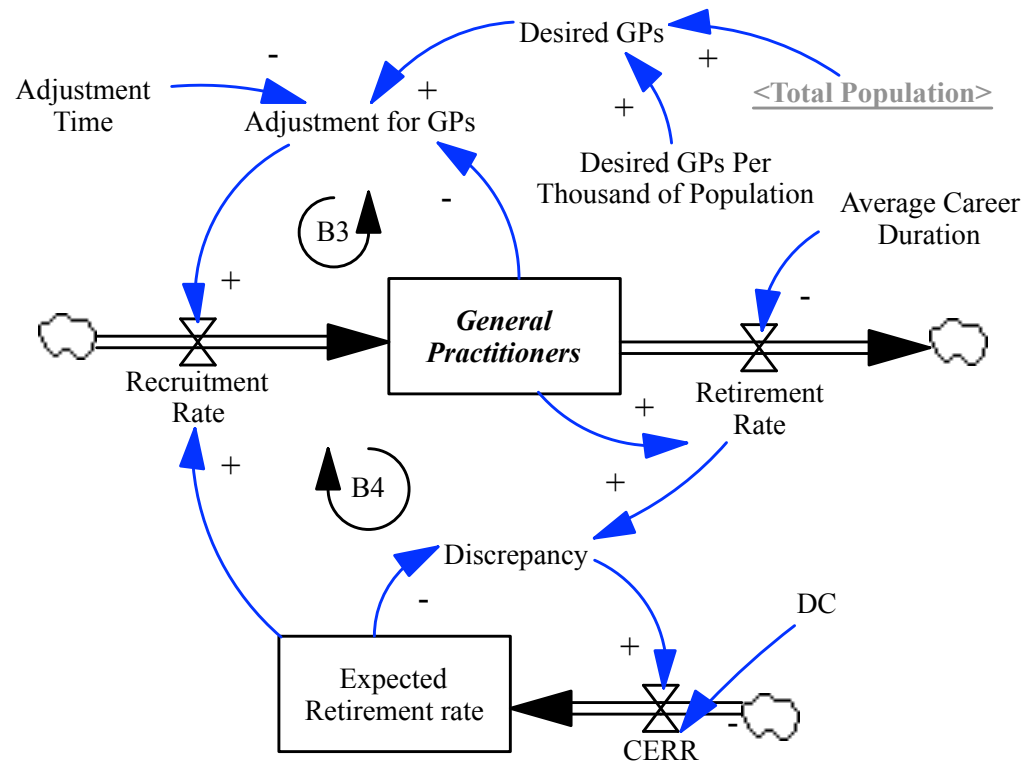 Desired GPs
-
+
Adjustment
Time
+
<Total Population>
+
Adjustment for GPs
Desired GPs Per
Thousand of Population
-
Average Career
Duration
B3
+
-
General
Practitioners
Recruitment
Rate
Retirement
Rate
+
+
B4
+
Discrepancy
-
DC
+
Expected
Retirement rate
-
CERR